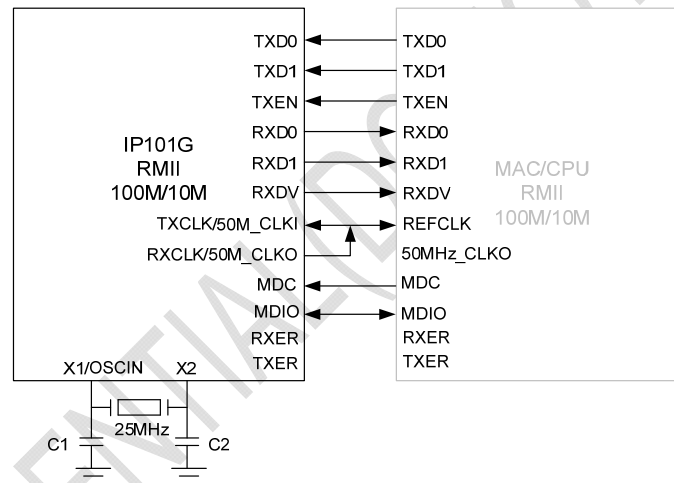 TXD0 TXD0
TXD1 TXD1
TXEN TXEN
RXD0 RXD0
IP101G
RMII
100M/10M
RXD1 RXD1
MAC/CPU
RMII
100M/10M
RXDV RXDV
TXCLK/50M_CLKI REFCLK
RXCLK/50M_CLKO 50MHz_CLKO
MDC MDC
MDIO MDIO
RXER RXER
TXER TXER
X1/OSCIN X2
25MHz
C1 C2